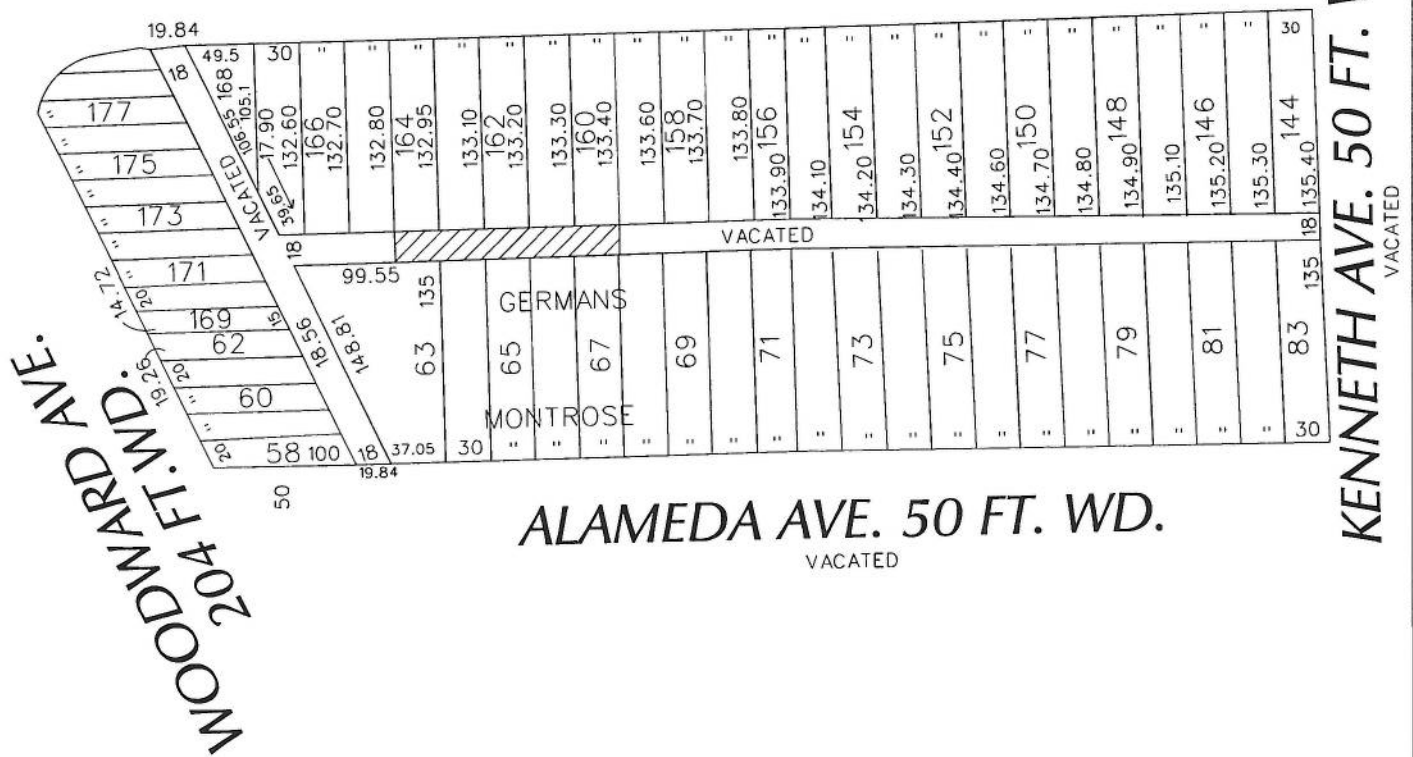 19.84
49.5 30 " " " " " " " " " " " " " " " " " " " " " " 30
18 168 105.1 106.55 VACATED
17.90 132.60
166 132.70
132.80
164 132.95
133.10
162 133.20
133.30
160 133.40
133.60
158 133.70
133.80
156 133.90
134.10
154 134.20
134.30
152 134.40
134.60
150 134.70
134.80
148 134.90
135.10
146 135.20
135.30
144 135.40
39.65
177
175
173
171
169
62
60
58 100
" " " " 14.72 20 "
19.26 20 " " 20
15 18.56 148.81
18 VACATED 18
99.55 135 135
GERMANS
63 65 67 69 71 73 75 77 79 81 83
MONTROSE
18 37.05 30 " " " " " " " " " " " " " " " " " " 30
19.84
50
ALAMEDA AVE. 50 FT. WD.
VACATED
WOODWARD AVE.
204 FT.WD.
KENNETH AVE. 50 FT.
VACATED